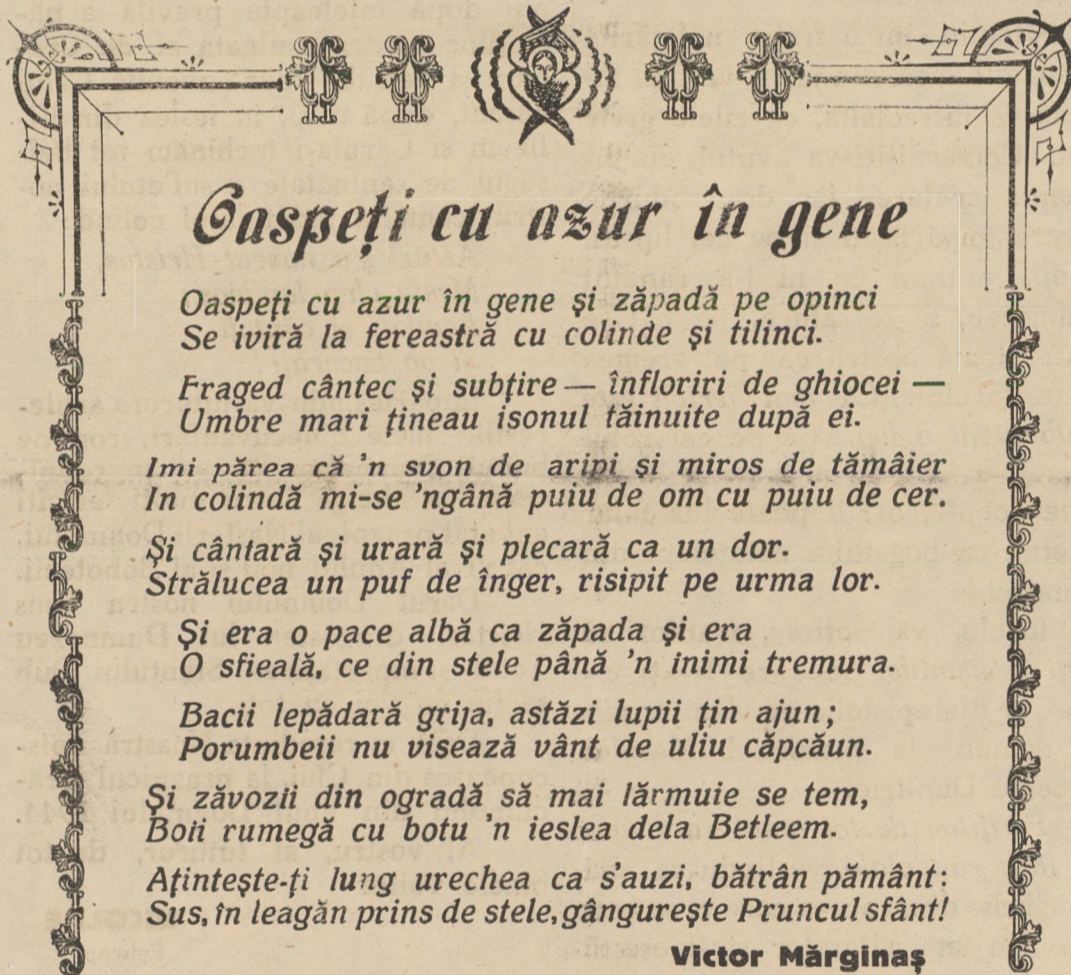 Oaspeți cu azur în gene
Oaspeți cu azur în gene și zăpadă pe opinci
Se iviră la fereastră cu colinde și tilinci.
Fraged cântec și subțire — înfloriri de ghiocei —
Umbre mari țineau isonul tăinuite după ei.
Imi părea că 'n svon de aripi și miros de tămâier
In colindă mi-se 'ngână puiu de om cu puiu de cer.
Și cântară și urară și plecară ca un dor.
Strălucea un puf de înger, risipit pe urma lor.
Și era o pace albă ca zăpada și era
O sfieală, ce din stele până 'n inimi tremura.
Bacii lepădară grija, astăzi lupii țin ajun;
Porumbeii nu visează vânt de uliu căpcăun.
Și zăvozii din ogradă să mai lărmuie se tem,
Boii rumegă cu botu 'n ieslea dela Betleem.
Aținteşte-ți lung urechea ca s'auzi, bătrân pământ:
Sus, în leagăn prins de stele, gângurește Pruncul sfânt!
Victor Mărginaș